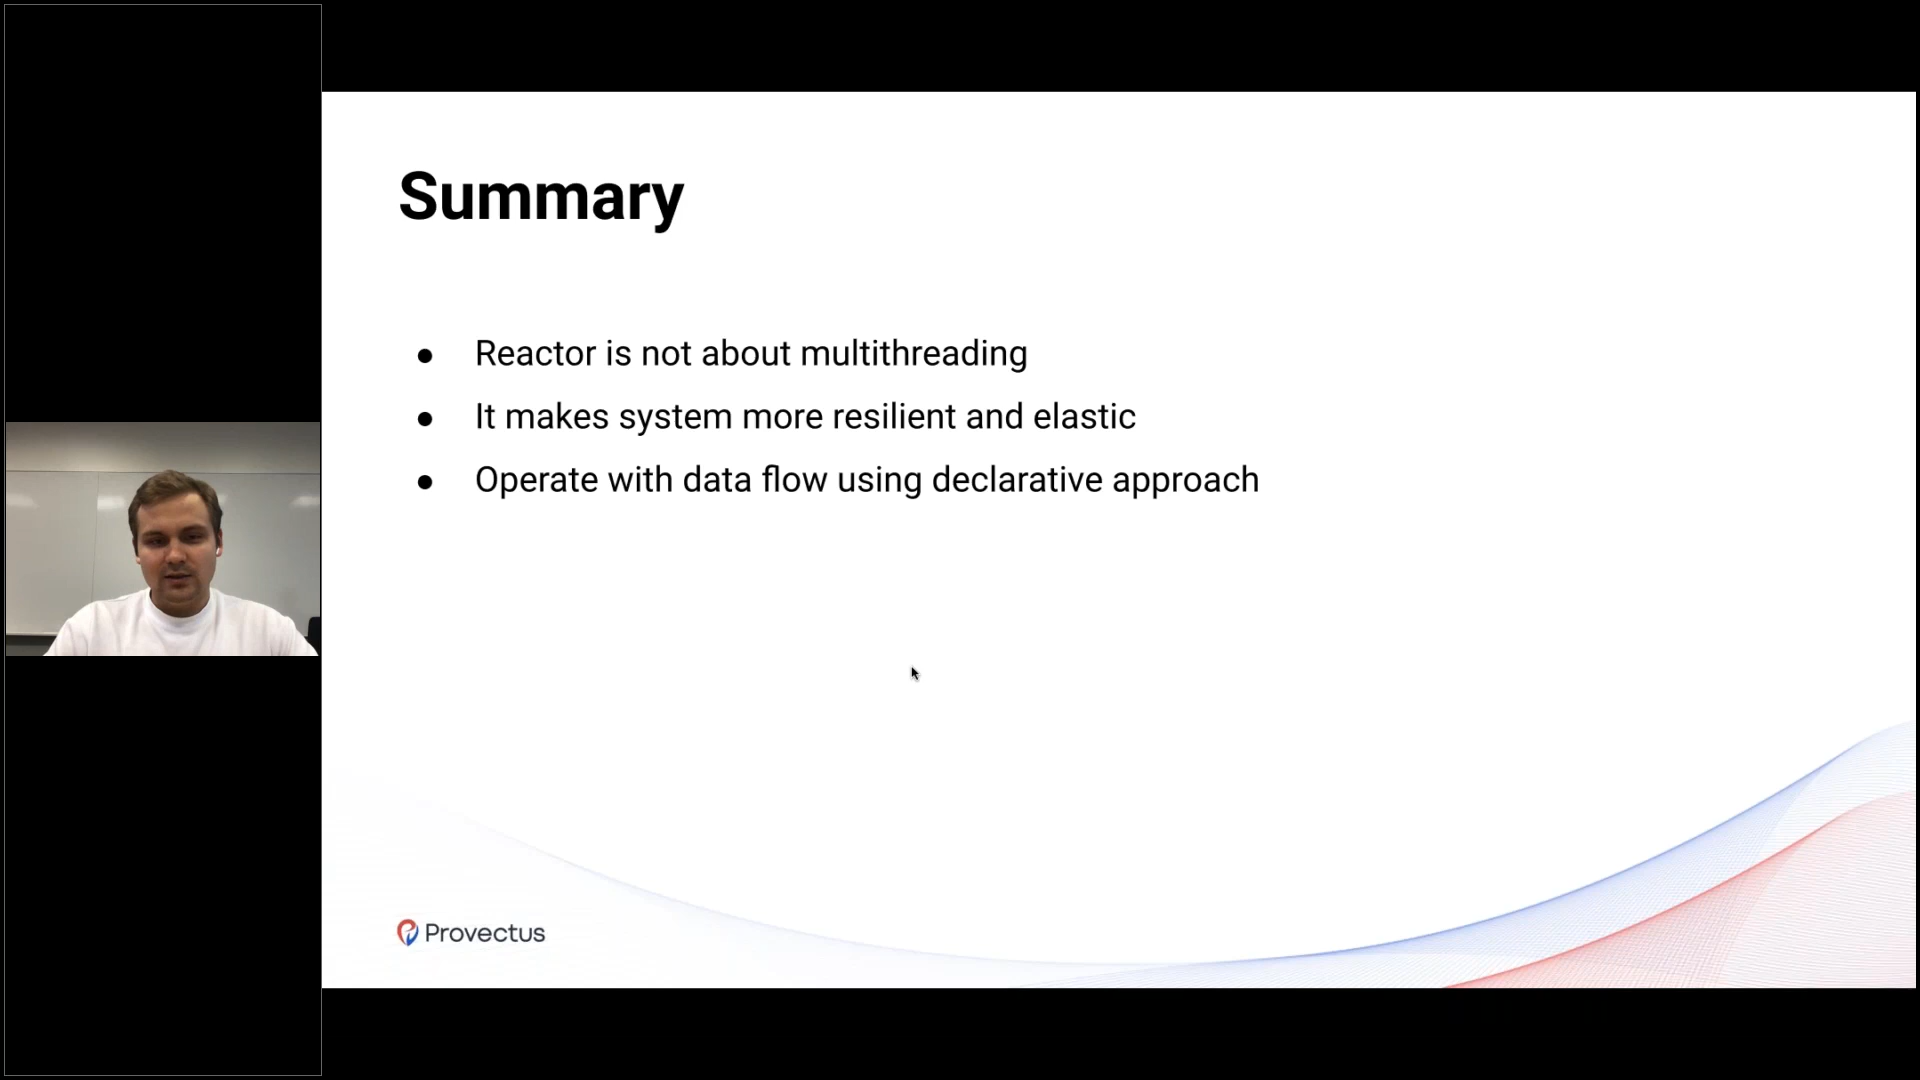 Summary
● Reactor is not about multithreading
● It makes system more resilient and elastic
● Operate with data flow using declarative approach
Provectus